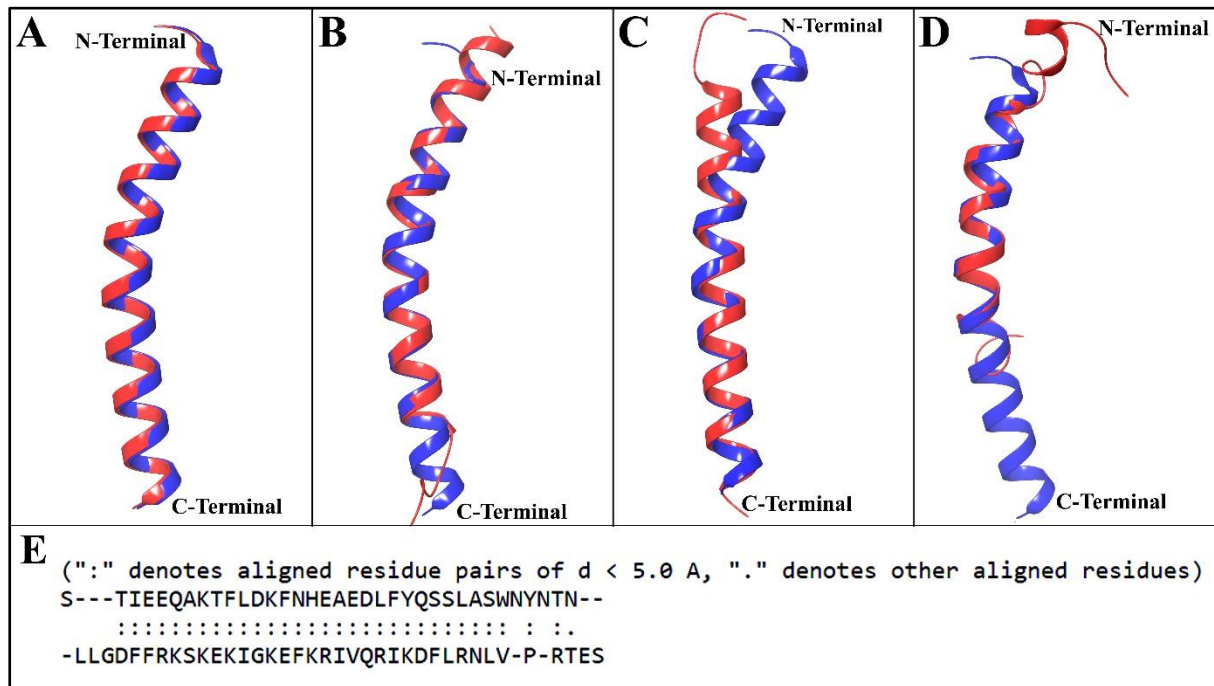 A
N-Terminal
C-Terminal
B
N-Terminal
C-Terminal
C
N-Terminal
C-Terminal
D
N-Terminal
C-Terminal
E
(":" denotes aligned residue pairs of d < 5.0 A, "." denotes other aligned residues)
S---TIEEQAKTFLDKFNHEAEDLFYQSSLASWNYNTN--
::::::::::::::::::::::::::::: : :.
-LLGDFFRKSKEKIGKEFKRIVQRIKDFLRNLV-P-RTES